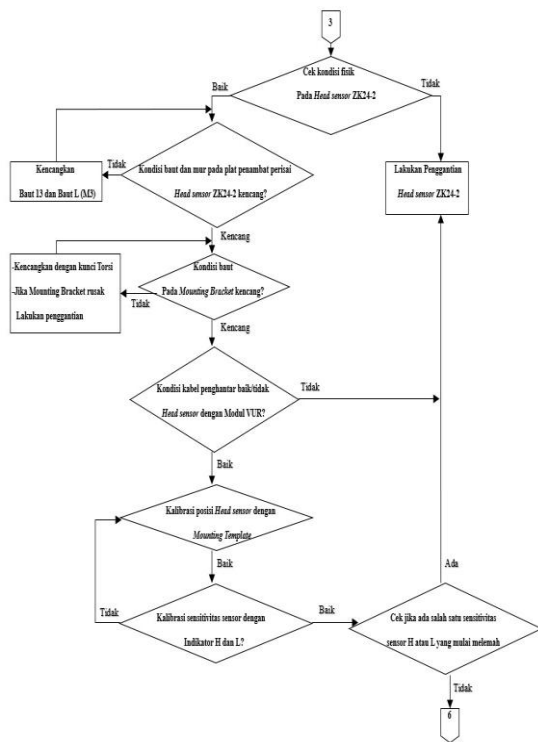 3
Cek kondisi fisik
Pada Head sensor ZK24-2
Baik
Tidak
Kencangkan
Baut 13 dan Baut L (M3)
Tidak
Kondisi baut dan mur pada plat penambat perisai
Head sensor ZK24-2 kencang?
Lakukan Penggantian
Head sensor ZK24-2
Kencang
-Kencangkan dengan kunci Torsi
-Jika Mounting Bracket rusak
Lakukan penggantian
Tidak
Kondisi baut
Pada Mounting Bracket kencang?
Kencang
Kondisi kabel penghantar baik/tidak
Head sensor dengan Modul VUR?
Tidak
Baik
Kalibrasi posisi Head sensor dengan
Mounting Template
Baik
Ada
Tidak
Kalibrasi sensitivitas sensor dengan
Indikator H dan L?
Baik
Cek jika ada salah satu sensitivitas
sensor H atau L yang mulai melemah
Tidak
6